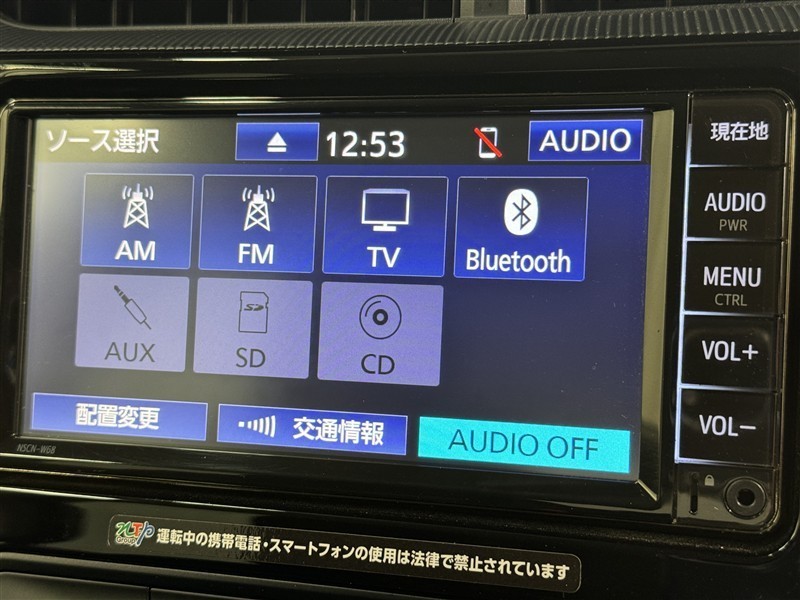 ソース選択 12:53 AUDIO
AM FM TV Bluetooth
AUX SD CD
配置変更 交通情報 AUDIO OFF
NSCN-W68
現在地
AUDIO
PWR
MENU
CTRL
VOL+
VOL−
運転中の携帯電話・スマートフォンの使用は法律で禁止されています